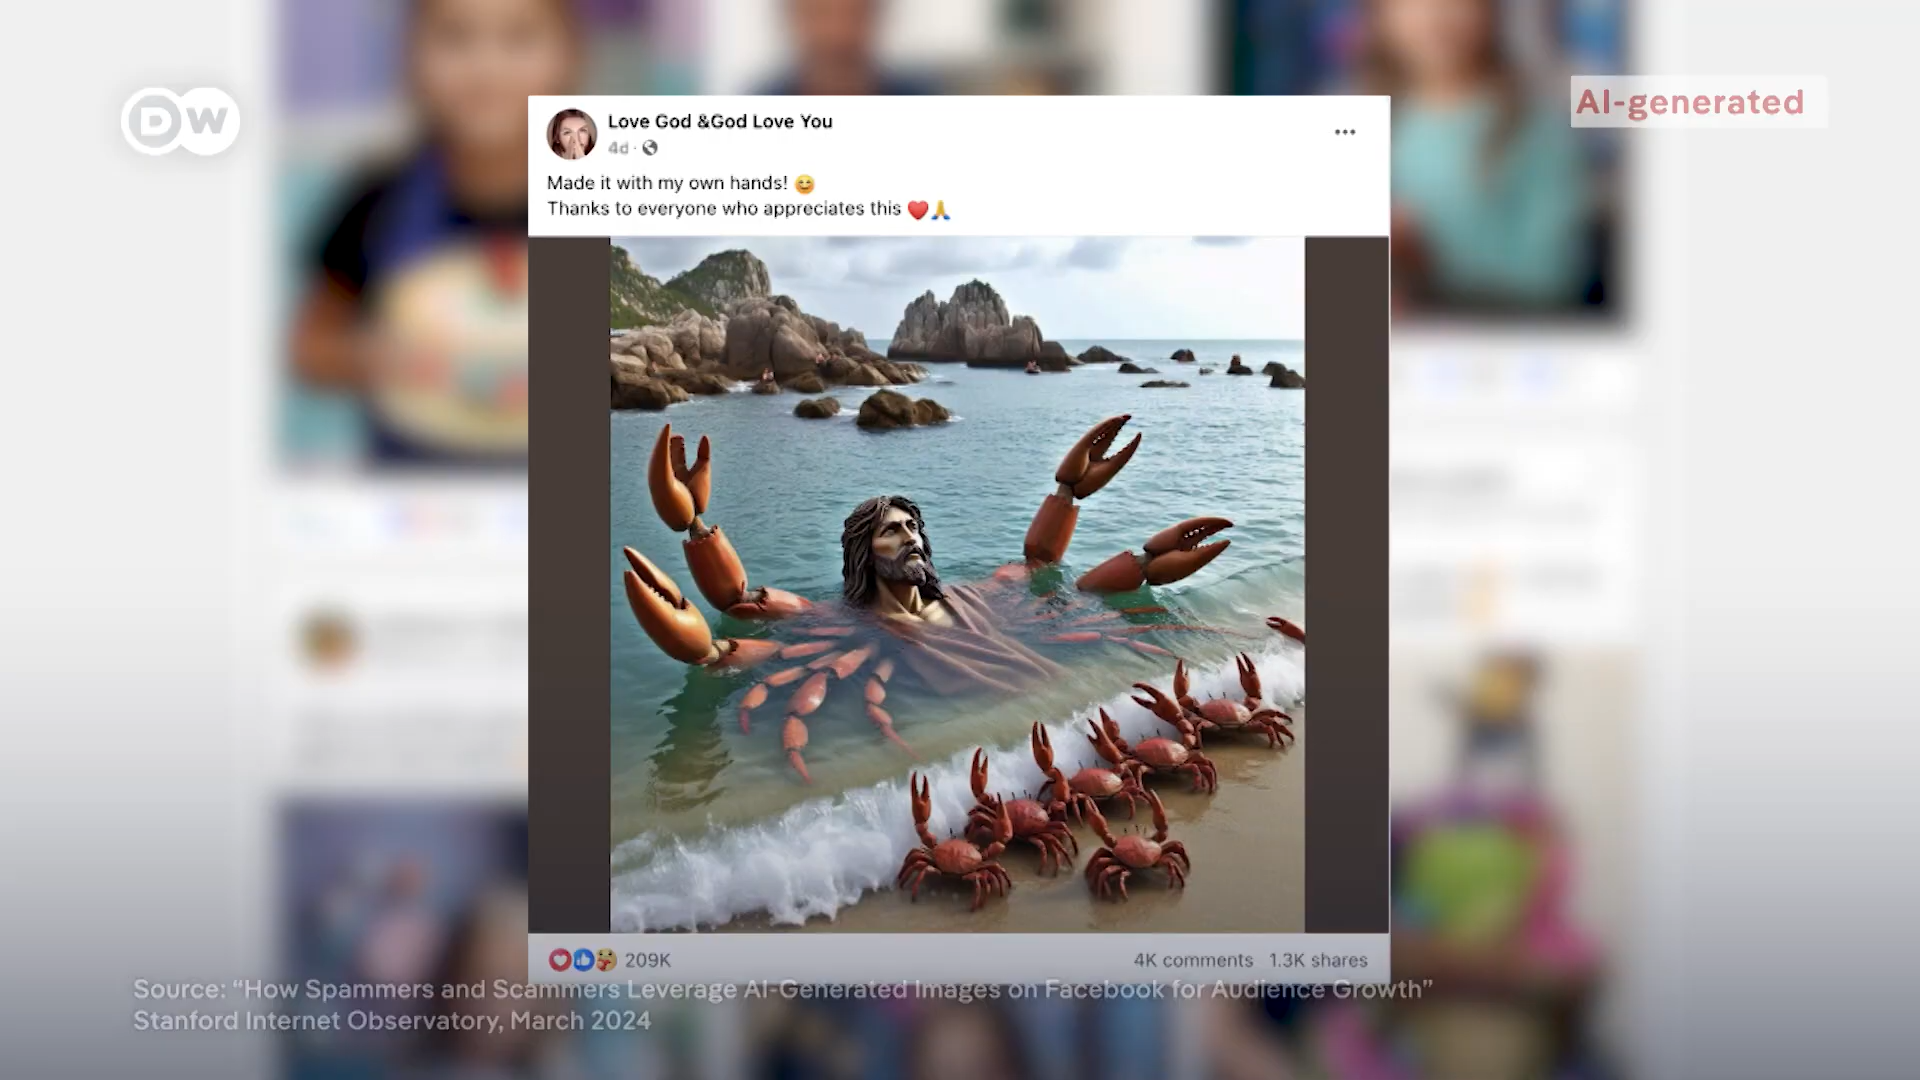 DW
AI-generated
Love God &God Love You
4d ·
Made it with my own hands! 😊
Thanks to everyone who appreciates this ❤️🙏
209K
4K comments 1.3K shares
Source: “How Spammers and Scammers Leverage AI-Generated Images on Facebook for Audience Growth”
Stanford Internet Observatory, March 2024